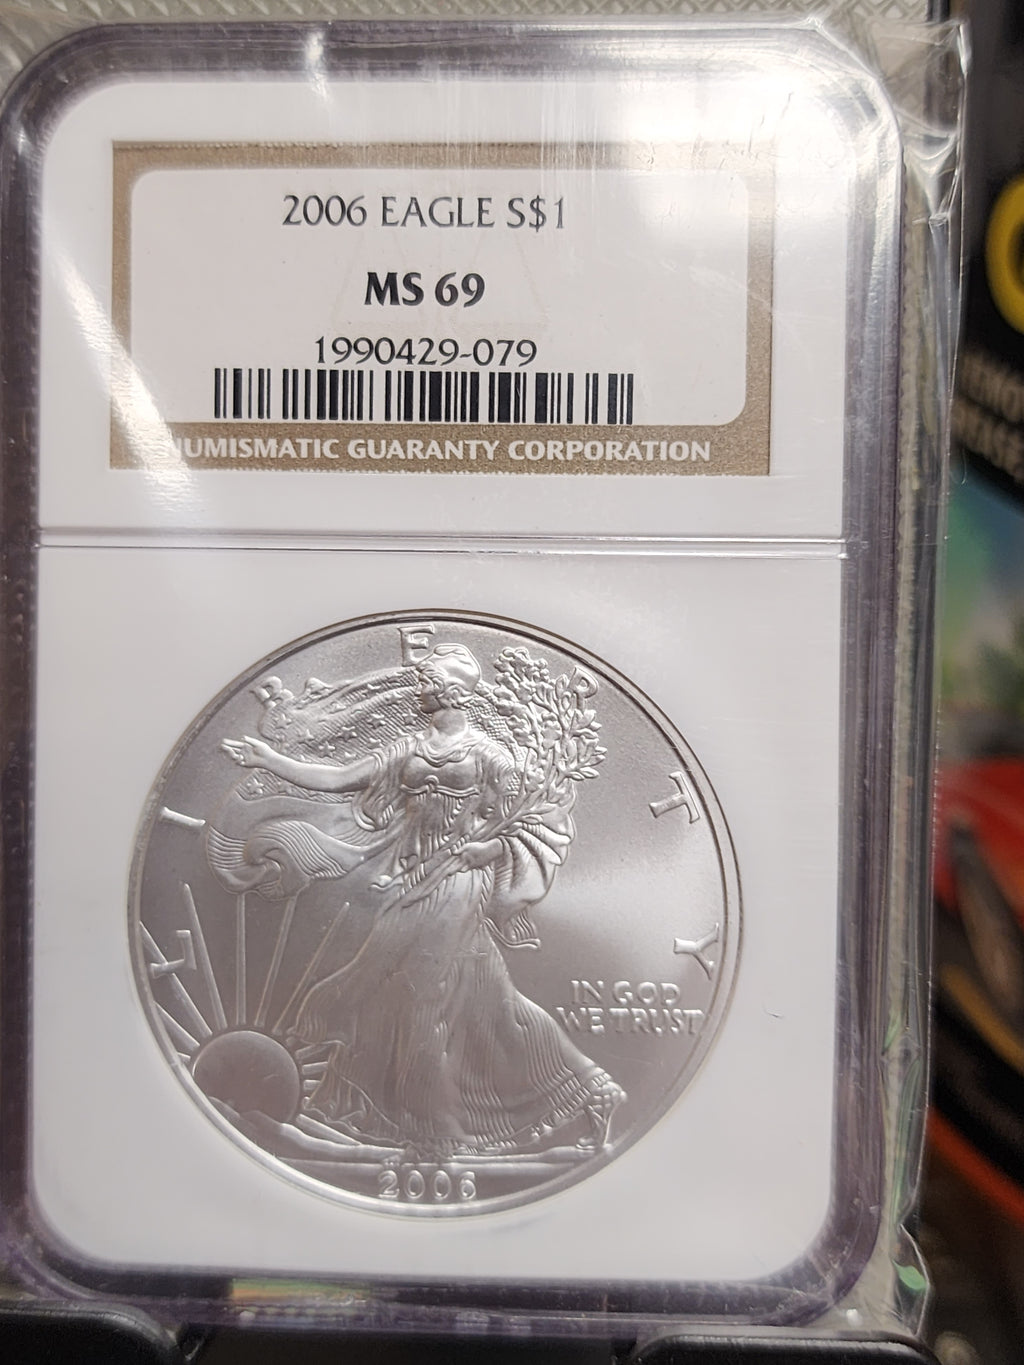 2006 EAGLE S$1
MS 69
1990429-079
NUMISMATIC GUARANTY CORPORATION
LIBERTY
IN GOD
WE TRUST
2006